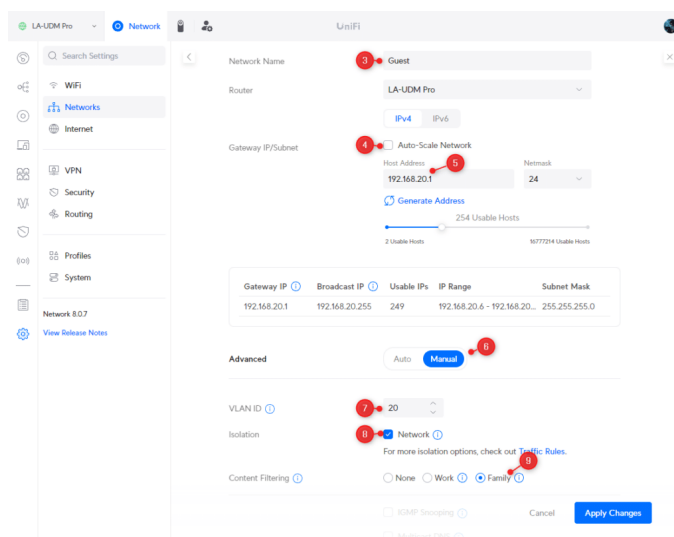 LA-UDM Pro
Network
UniFi
Search Settings
WiFi
Networks
Internet
VPN
Security
Routing
Profiles
System
Network 8.0.7
View Release Notes
Network Name
3
Guest
Router
LA-UDM Pro
IPv4 IPv6
Gateway IP/Subnet
4
Auto-Scale Network
Host Address
5
Netmask
192.168.20.1
24
Generate Address
254 Usable Hosts
2 Usable Hosts
16777214 Usable Hosts
Gateway IP Broadcast IP Usable IPs IP Range Subnet Mask
192.168.20.1 192.168.20.255 249 192.168.20.6 - 192.168.20... 255.255.255.0
Advanced
Auto Manual
6
VLAN ID
7
20
Isolation
8
Network
For more isolation options, check out Traffic Rules.
9
Content Filtering
None Work Family
IGMP Snooping
Cancel Apply Changes